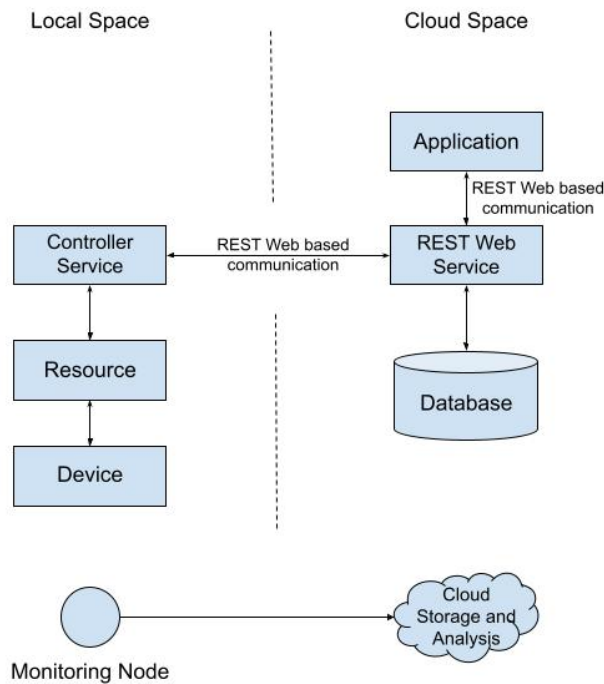 Local Space
Cloud Space
Application
REST Web based
communication
Controller
Service
REST Web based
communication
REST Web
Service
Resource
Database
Device
Cloud
Storage and
Analysis
Monitoring Node